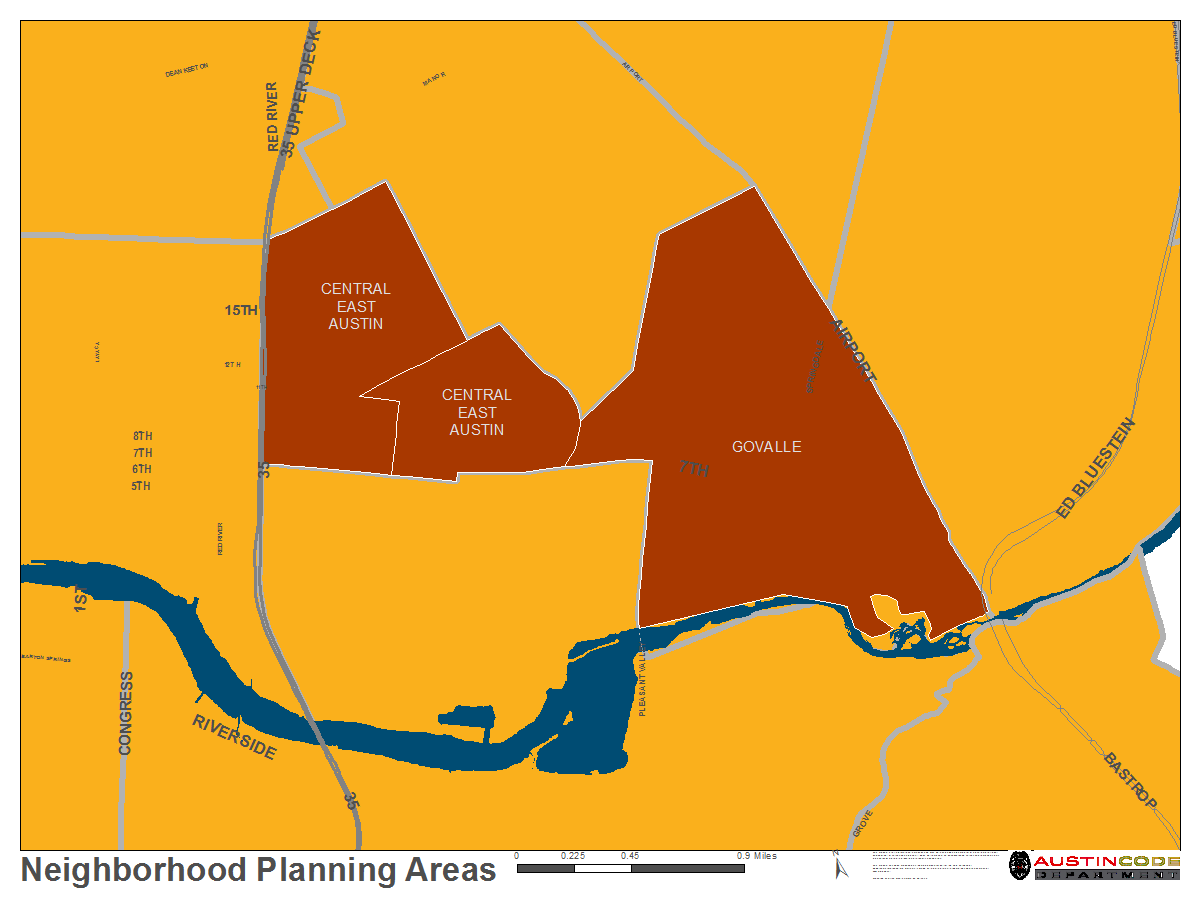 DEAN KEETON
MANOR
AIRPORT
35 UPPER DECK
RED RIVER
CENTRAL
EAST
AUSTIN
15TH
12TH
AIRPORT
CENTRAL
EAST
AUSTIN
8TH
7TH
6TH
5TH
35
GOVALLE
7TH
ED BLUESTEIN
RED RIVER
1ST
BARTON SPRINGS
CONGRESS
RIVERSIDE
PLEASANT VALLEY
35
GROVE
BASTROP
Neighborhood Planning Areas
0 0.225 0.45 0.9 Miles
AUSTINCODE
DEPARTMENT